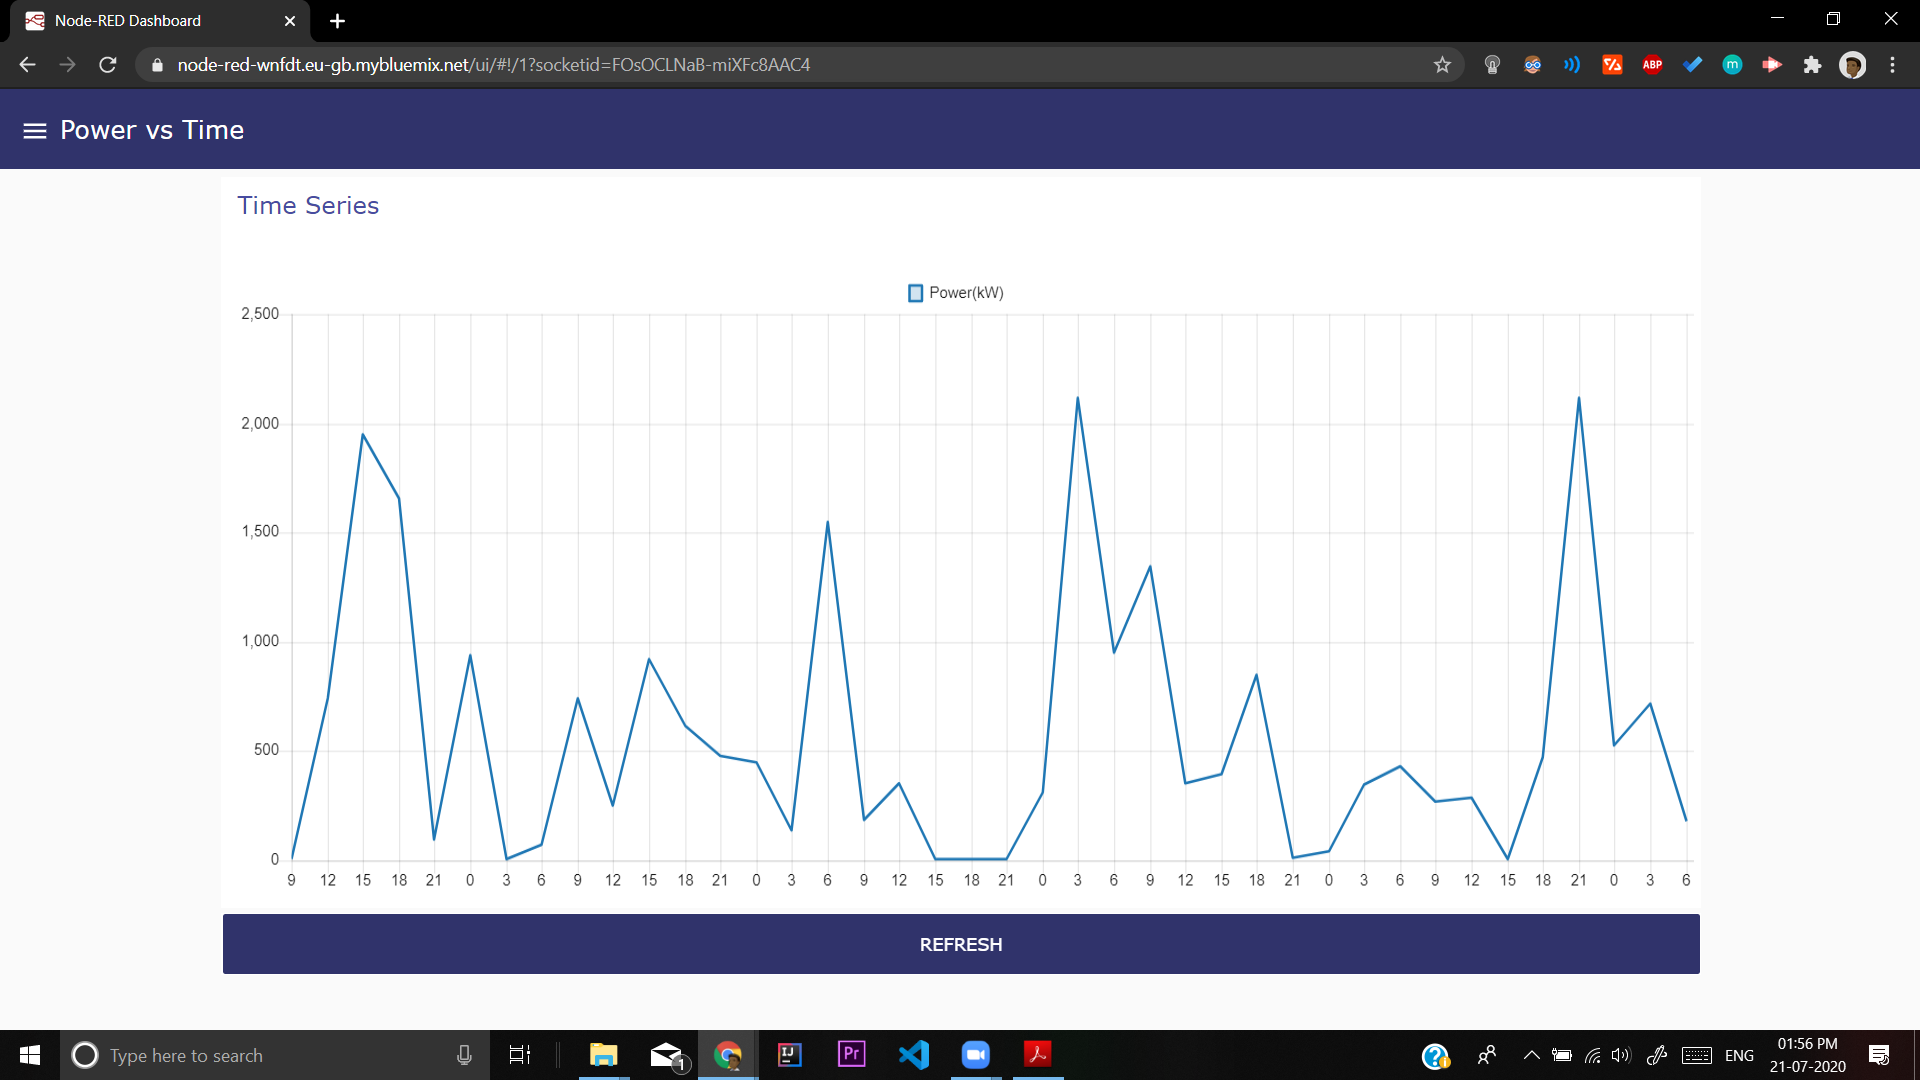 Node-RED Dashboard
node-red-wnfdt.eu-gb.mybluemix.net/ui/#!/1?socketid=FOsOCLNaB-miXFc8AAC4
ABP
m
Power vs Time
Time Series
Power(kW)
2,500
2,000
1,500
1,000
500
0
9 12 15 18 21 0 3 6 9 12 15 18 21 0 3 6 9 12 15 18 21 0 3 6 9 12 15 18 21 0 3 6 9 12 15 18 21 0 3 6
REFRESH
Type here to search
1
IJ
Pr
ENG
01:56 PM
21-07-2020